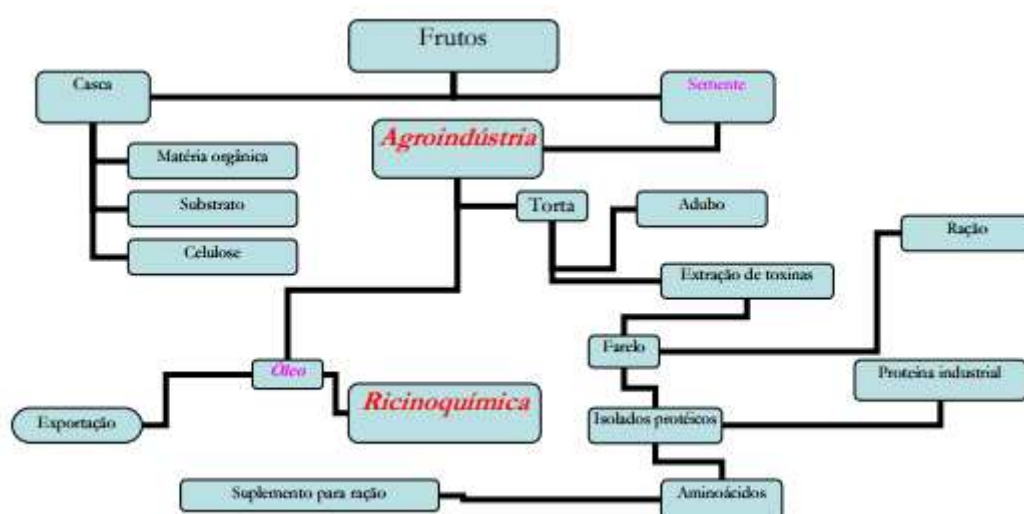 Frutos
Casca
Semente
Agroindústria
Matéria orgânica
Torta
Substrato
Adubo
Ração
Celulose
Extração de toxinas
Farelo
Óleo
Proteina industrial
Ricinoquímica
Exportação
Isolados protéicos
Suplemento para ração
Aminoácidos